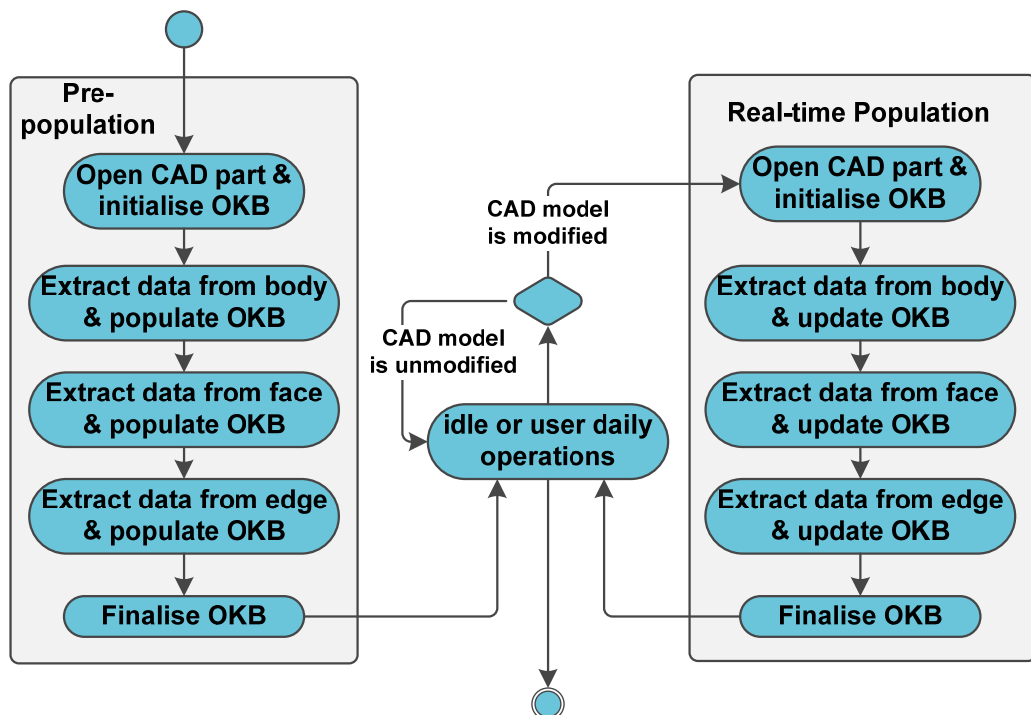 Pre-
population
Open CAD part &
initialise OKB
Extract data from body
& populate OKB
Extract data from face
& populate OKB
Extract data from edge
& populate OKB
Finalise OKB
CAD model
is modified
CAD model
is unmodified
idle or user daily
operations
Real-time Population
Open CAD part &
initialise OKB
Extract data from body
& update OKB
Extract data from face
& update OKB
Extract data from edge
& update OKB
Finalise OKB